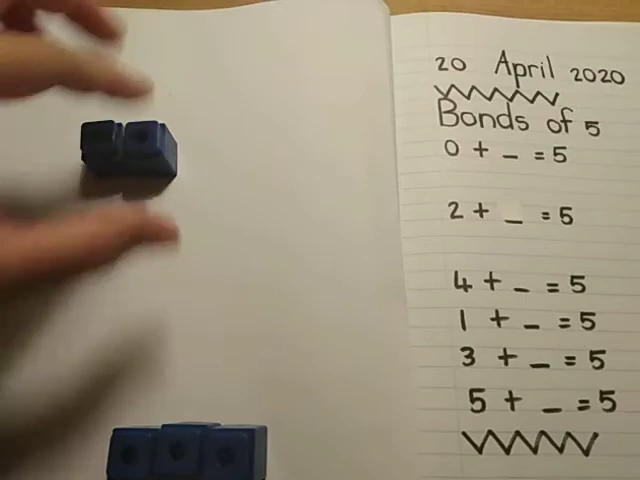 20 April 2020
Bonds of 5
0 + _ = 5
2 + _ = 5
4 + _ = 5
1 + _ = 5
3 + _ = 5
5 + _ = 5